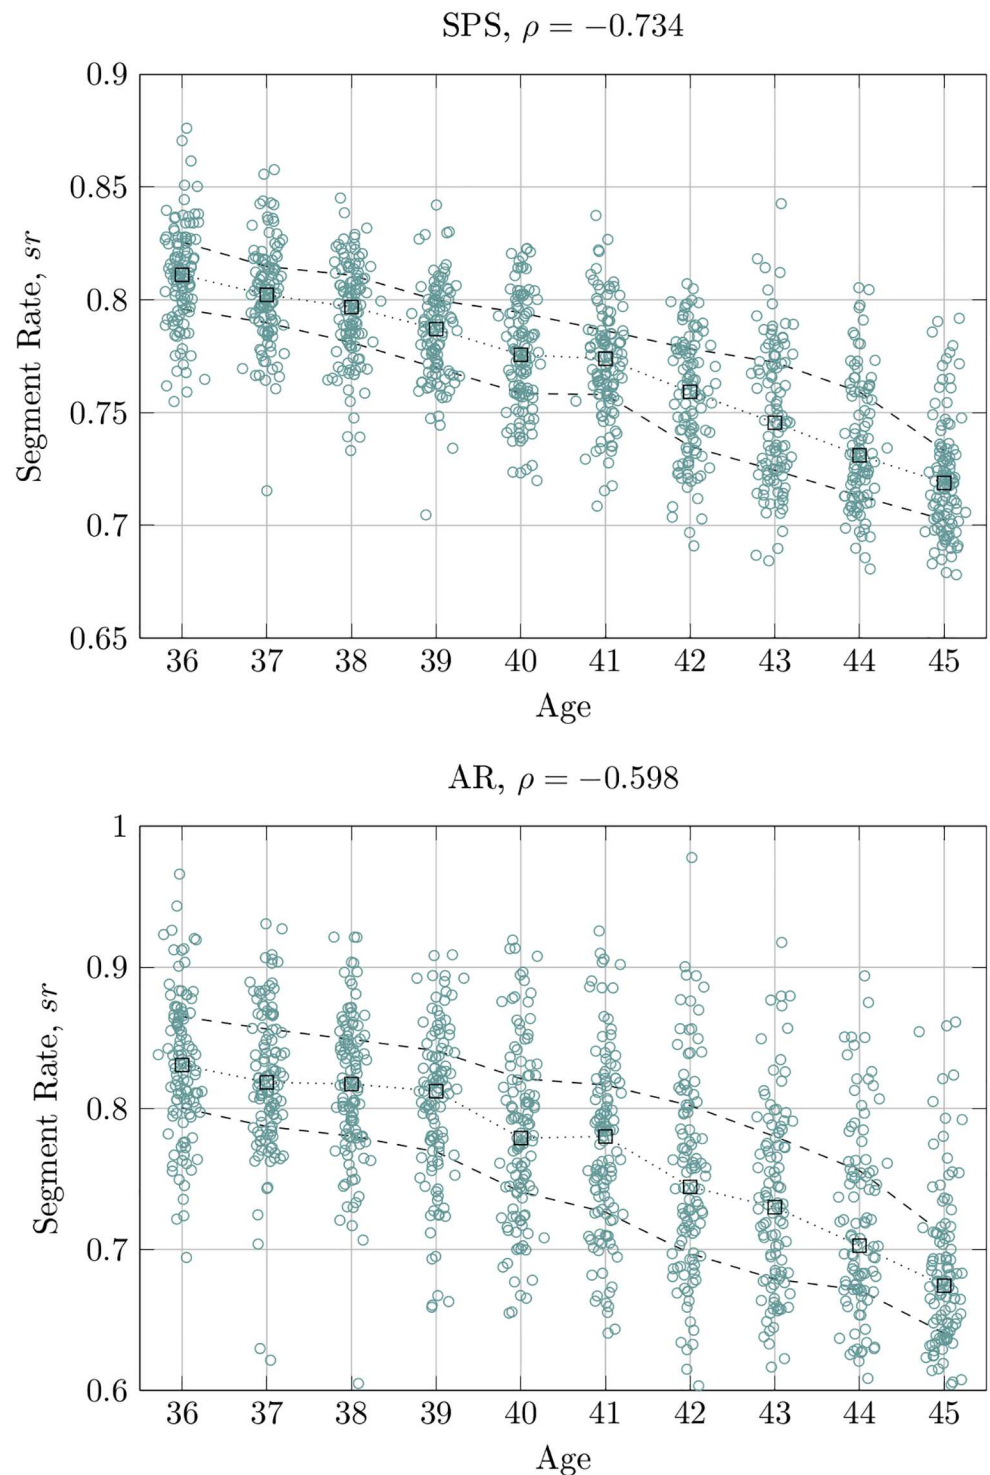 SPS, ρ = −0.734
0.9
0.85
0.8
0.75
0.7
0.65
Segment Rate, sr
36 37 38 39 40 41 42 43 44 45
Age
AR, ρ = −0.598
1
0.9
0.8
0.7
0.6
Segment Rate, sr
36 37 38 39 40 41 42 43 44 45
Age